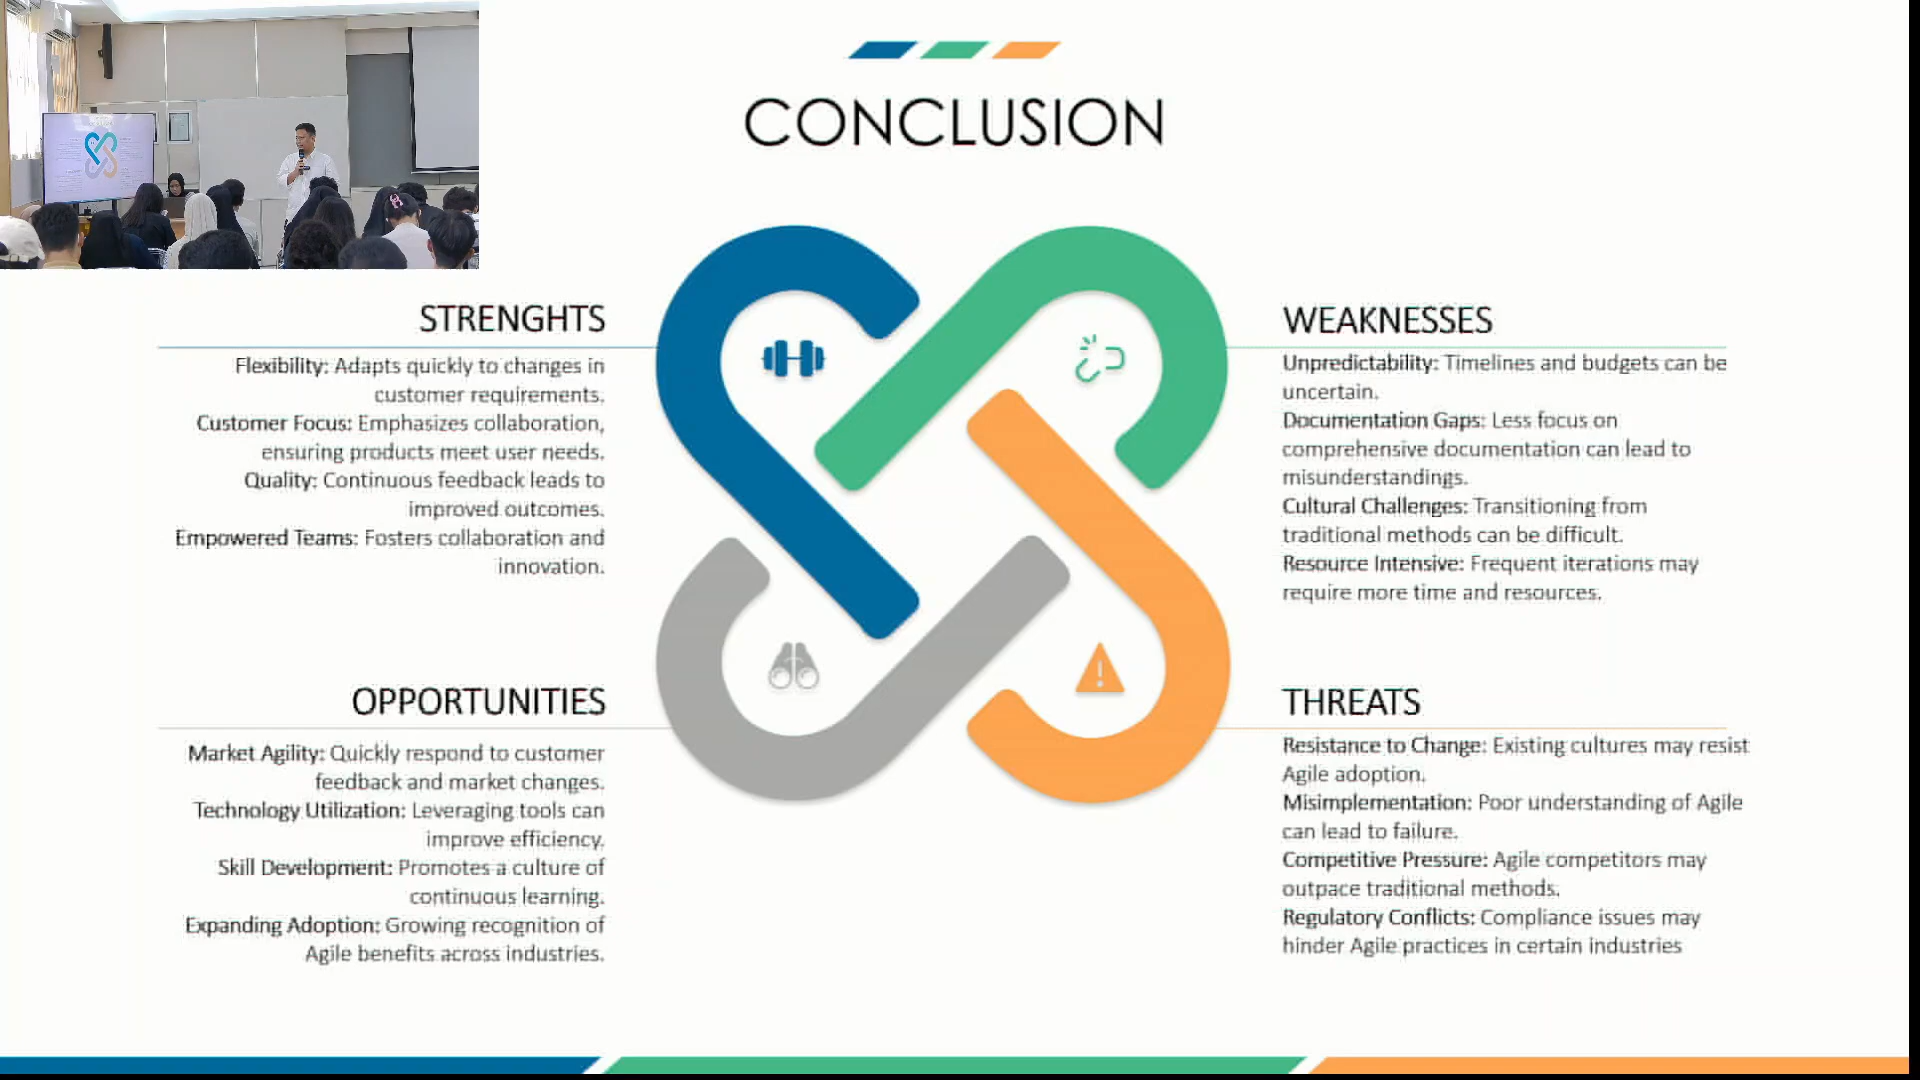 CONCLUSION
STRENGHTS
Flexibility: Adapts quickly to changes in
customer requirements.
Customer Focus: Emphasizes collaboration,
ensuring products meet user needs.
Quality: Continuous feedback leads to
improved outcomes.
Empowered Teams: Fosters collaboration and
innovation.
WEAKNESSES
Unpredictability: Timelines and budgets can be
uncertain.
Documentation Gaps: Less focus on
comprehensive documentation can lead to
misunderstandings.
Cultural Challenges: Transitioning from
traditional methods can be difficult.
Resource Intensive: Frequent iterations may
require more time and resources.
OPPORTUNITIES
Market Agility: Quickly respond to customer
feedback and market changes.
Technology Utilization: Leveraging tools can
improve efficiency.
Skill Development: Promotes a culture of
continuous learning.
Expanding Adoption: Growing recognition of
Agile benefits across industries.
THREATS
Resistance to Change: Existing cultures may resist
Agile adoption.
Misimplementation: Poor understanding of Agile
can lead to failure.
Competitive Pressure: Agile competitors may
outpace traditional methods.
Regulatory Conflicts: Compliance issues may
hinder Agile practices in certain industries